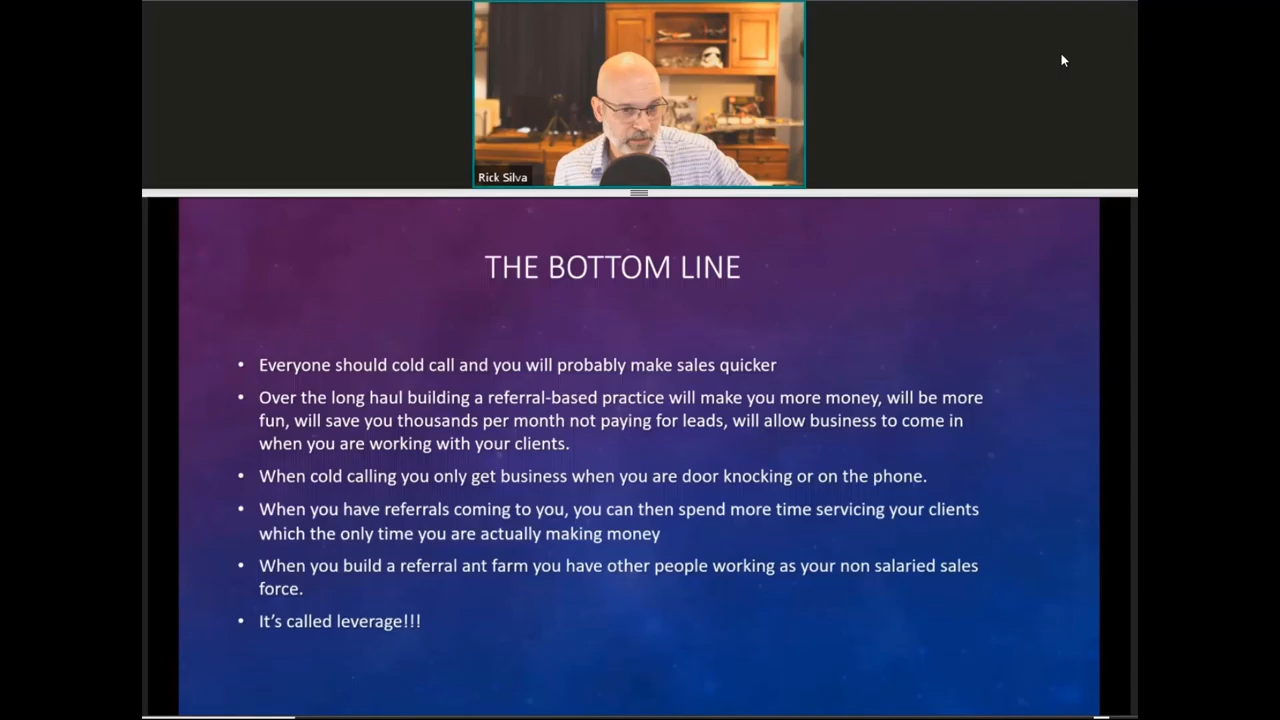 Rick Silva
THE BOTTOM LINE
• Everyone should cold call and you will probably make sales quicker
• Over the long haul building a referral-based practice will make you more money, will be more
fun, will save you thousands per month not paying for leads, will allow business to come in
when you are working with your clients.
• When cold calling you only get business when you are door knocking or on the phone.
• When you have referrals coming to you, you can then spend more time servicing your clients
which the only time you are actually making money
• When you build a referral ant farm you have other people working as your non salaried sales
force.
• It’s called leverage!!!